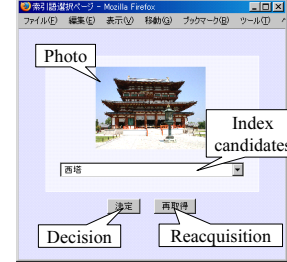 索引語選択ページ - Mozilla Firefox
ファイル(F) 編集(E) 表示(V) 移動(G) ブックマーク(B) ツール(T)
Photo
Index
candidates
西塔
決定 再取得
Decision Reacquisition